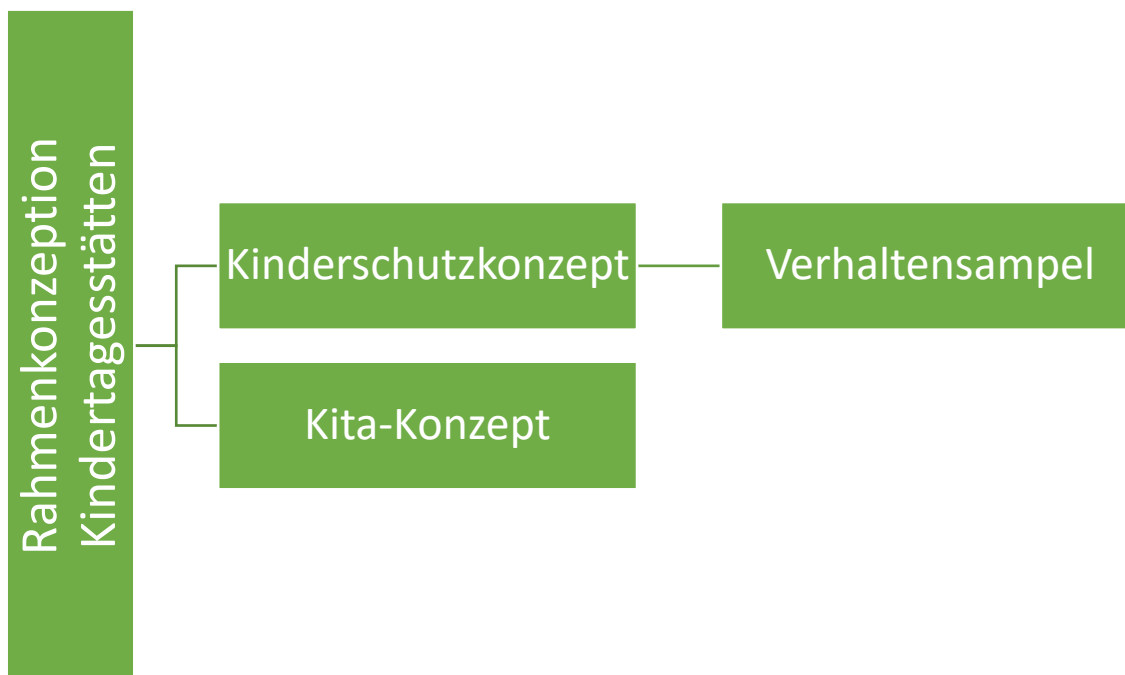 Rahmenkonzeption
Kindertagesstätten
Kinderschutzkonzept
Verhaltensampel
Kita-Konzept